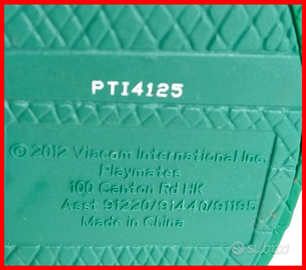 PTI4125
© 2012 Viacom International Inc.
Playmates
100 Canton Rd HK
Asst 91220/91440/91195
Made in China
subito